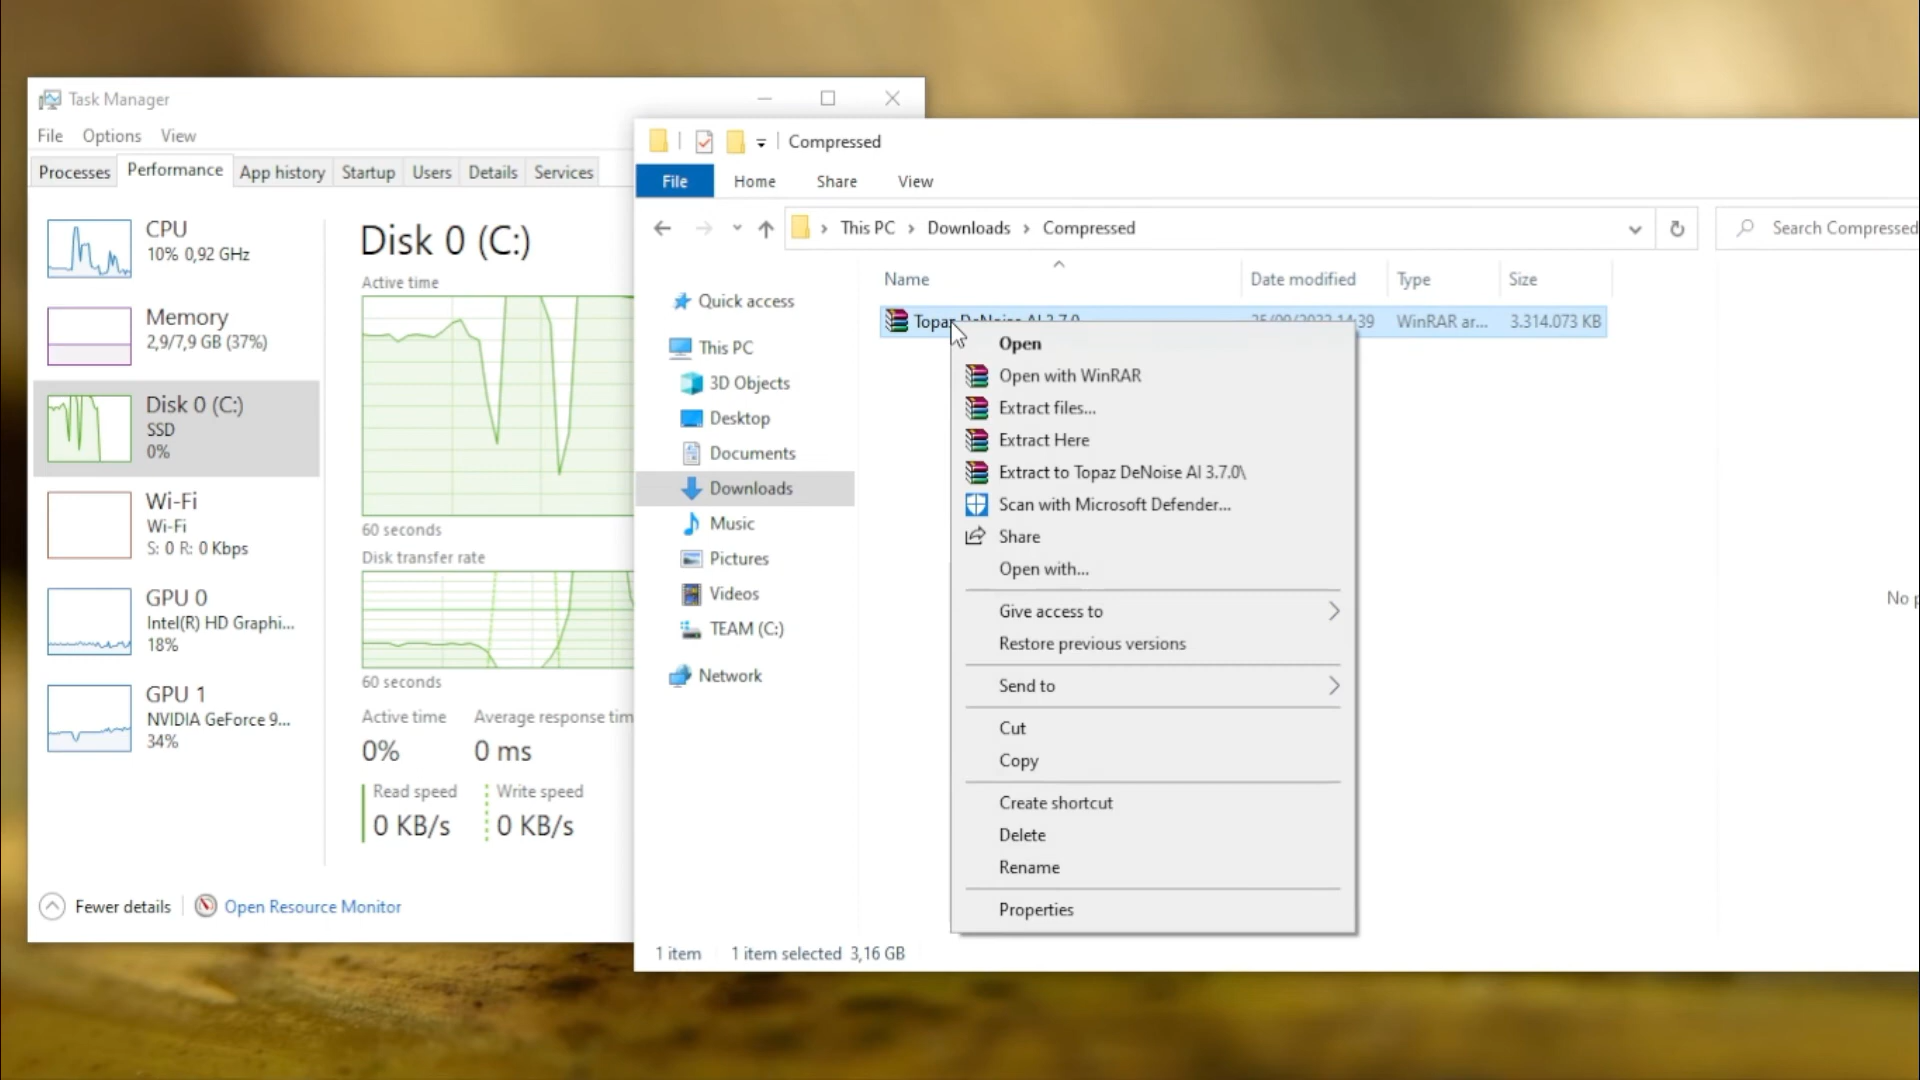 Task Manager
File Options View
Processes Performance App history Startup Users Details Services
CPU
10% 0,92 GHz
Memory
2,9/7,9 GB (37%)
Disk 0 (C:)
SSD
0%
Wi-Fi
Wi-Fi
S: 0 R: 0 Kbps
GPU 0
Intel(R) HD Graphi...
18%
GPU 1
NVIDIA GeForce 9...
34%
Disk 0 (C:)
Active time
60 seconds
Disk transfer rate
60 seconds
Active time Average response tim
0% 0 ms
Read speed Write speed
0 KB/s 0 KB/s
Fewer details Open Resource Monitor
Compressed
File Home Share View
This PC Downloads Compressed
Search Compressed
Quick access
This PC
3D Objects
Desktop
Documents
Downloads
Music
Pictures
Videos
TEAM (C:)
Network
Name Date modified Type Size
Topaz DeNoise AI 3.7.0 WinRAR ar... 3.314.073 KB
Open
Open with WinRAR
Extract files...
Extract Here
Extract to Topaz DeNoise AI 3.7.0\
Scan with Microsoft Defender...
Share
Open with...
Give access to
Restore previous versions
Send to
Cut
Copy
Create shortcut
Delete
Rename
Properties
No
1 item 1 item selected 3,16 GB